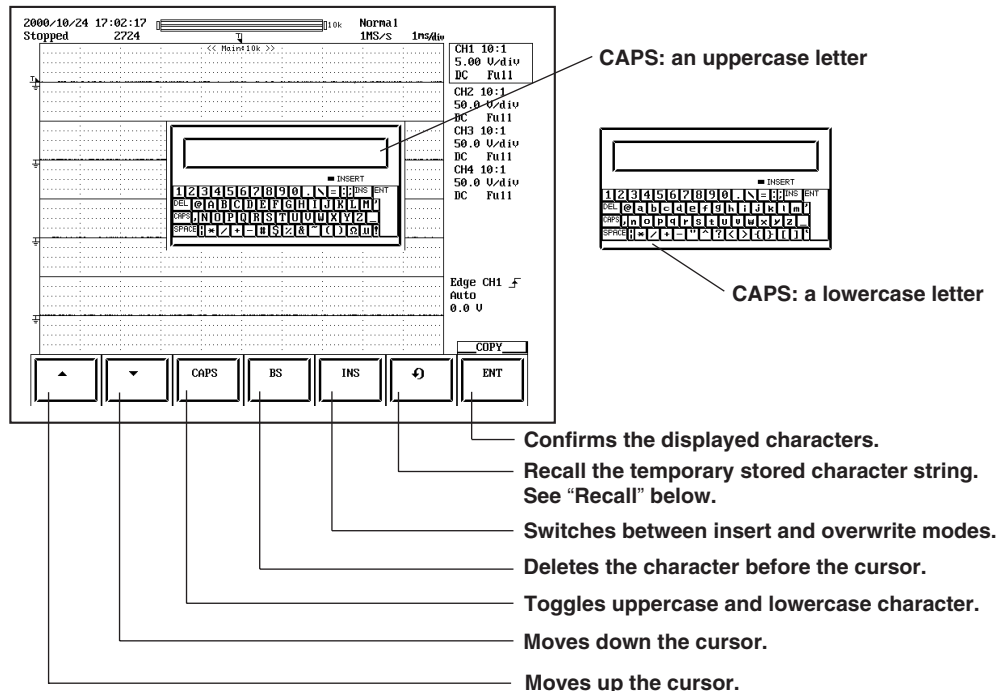 2000/10/24 17:02:17 10k Normal
Stopped 2724 1MS/s 1ms/div
<< Main:10k >>
CH1 10:1
5.00 V/div
DC Full
CH2 10:1
50.0 V/div
DC Full
CH3 10:1
50.0 V/div
DC Full
CH4 10:1
50.0 V/div
DC Full
INSERT
1 2 3 4 5 6 7 8 9 0 . \ = : ; INS ENT
DEL @ A B C D E F G H I J K L M '
CAPS , N O P Q R S T U V W X Y Z _
SPACE ¦ * / + - # $ % & ~ ( ) Ω µ
CAPS: an uppercase letter
INSERT
1 2 3 4 5 6 7 8 9 0 . \ = : ; INS ENT
DEL @ a b c d e f g h i j k l m '
CAPS , n o p q r s t u v w x y z _
SPACE ¦ * / + - " ^ ? < > { } [ ] '
CAPS: a lowercase letter
Edge CH1
Auto
0.0 V
COPY
CAPS BS INS ENT
Confirms the displayed characters.
Recall the temporary stored character string.
See “Recall” below.
Switches between insert and overwrite modes.
Deletes the character before the cursor.
Toggles uppercase and lowercase character.
Moves down the cursor.
Moves up the cursor.